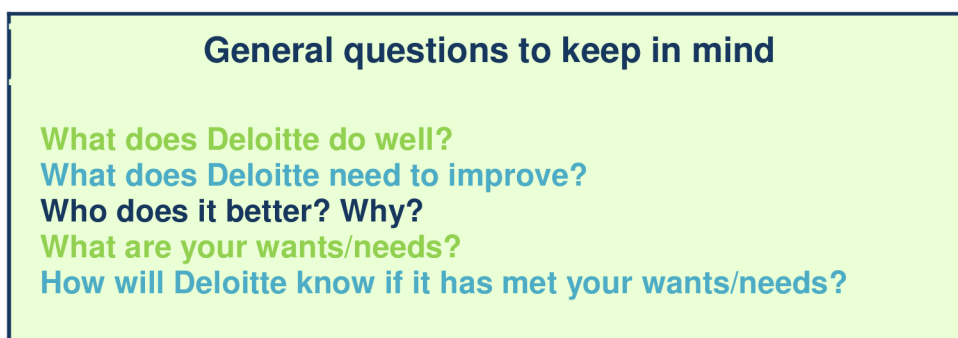 General questions to keep in mind
What does Deloitte do well?
What does Deloitte need to improve?
Who does it better? Why?
What are your wants/needs?
How will Deloitte know if it has met your wants/needs?